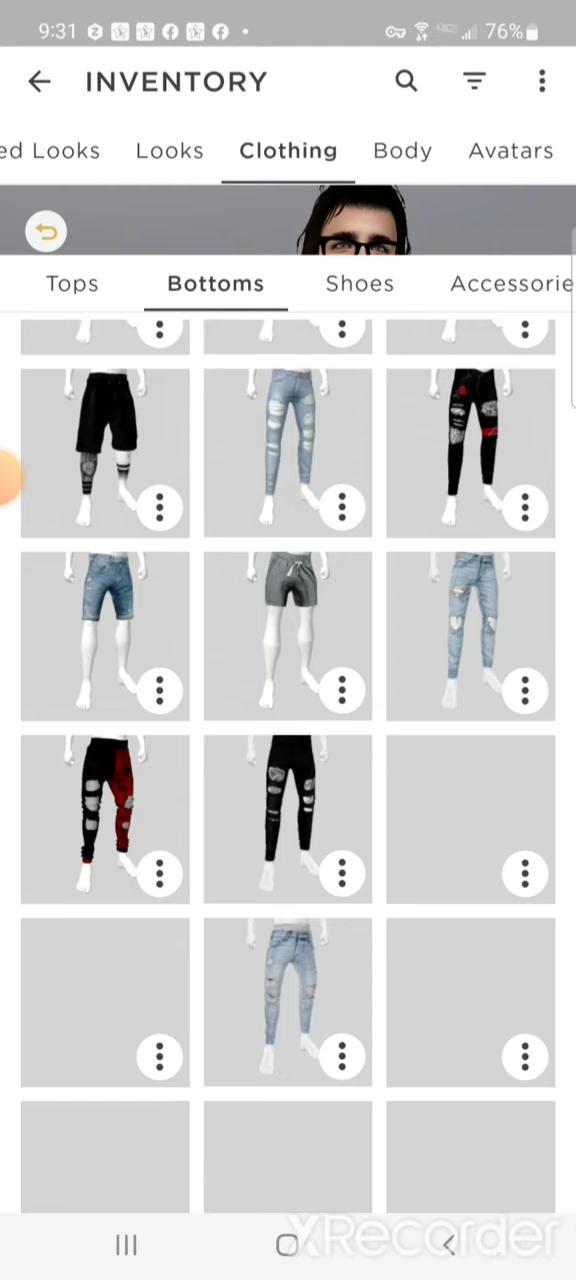 9:31 76%
INVENTORY
ed Looks Looks Clothing Body Avatars
Tops Bottoms Shoes Accessorie
XRecorder